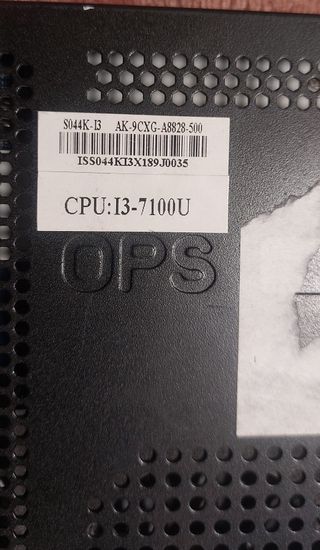 S044K-I3 AK-9CXG-A8828-500
ISS044KI3X189J0035
CPU:I3-7100U
OPS